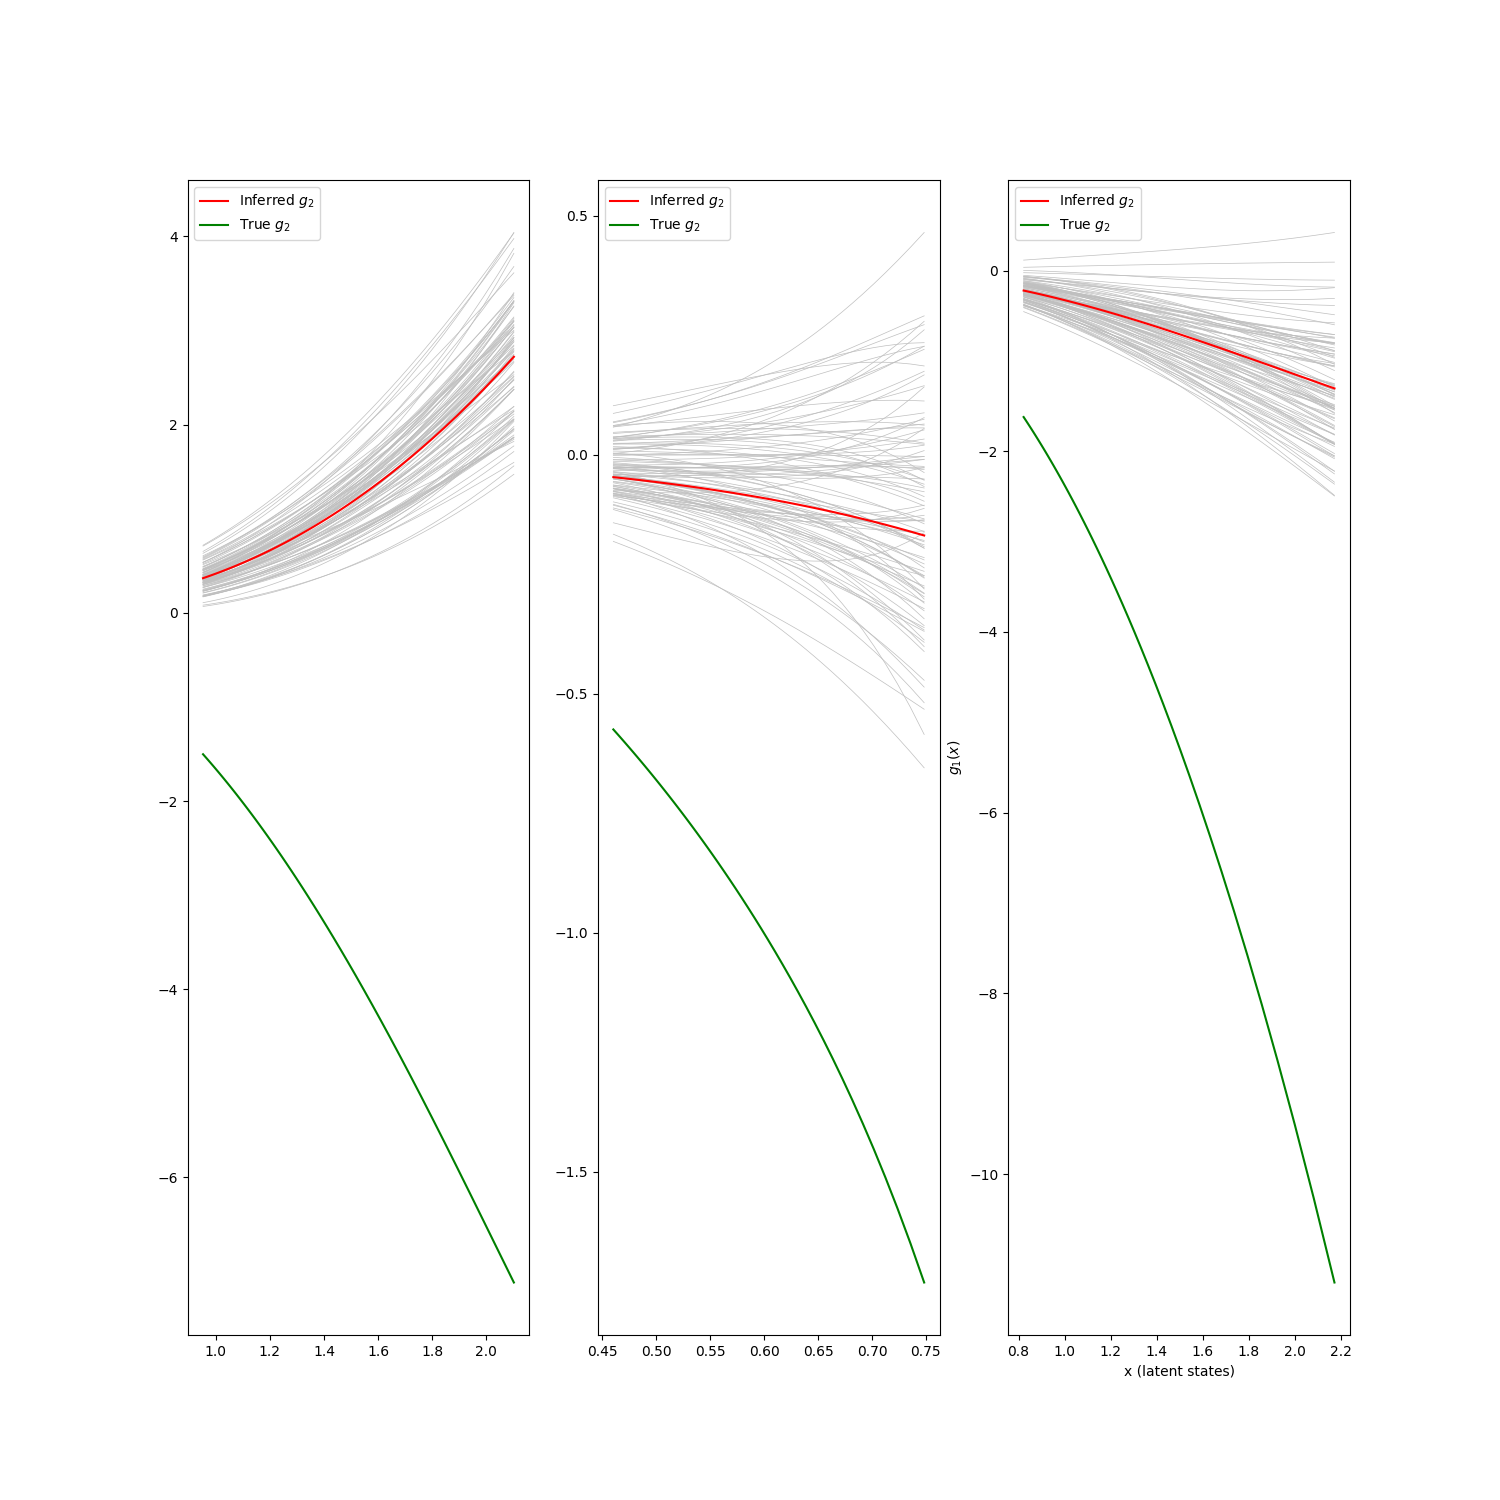 Inferred g₂
True g₂
4
2
0
−2
−4
−6
1.0 1.2 1.4 1.6 1.8 2.0
Inferred g₂
True g₂
0.5
0.0
−0.5
−1.0
−1.5
0.45 0.50 0.55 0.60 0.65 0.70 0.75
Inferred g₂
True g₂
g₁(x)
0
−2
−4
−6
−8
−10
0.8 1.0 1.2 1.4 1.6 1.8 2.0 2.2
x (latent states)